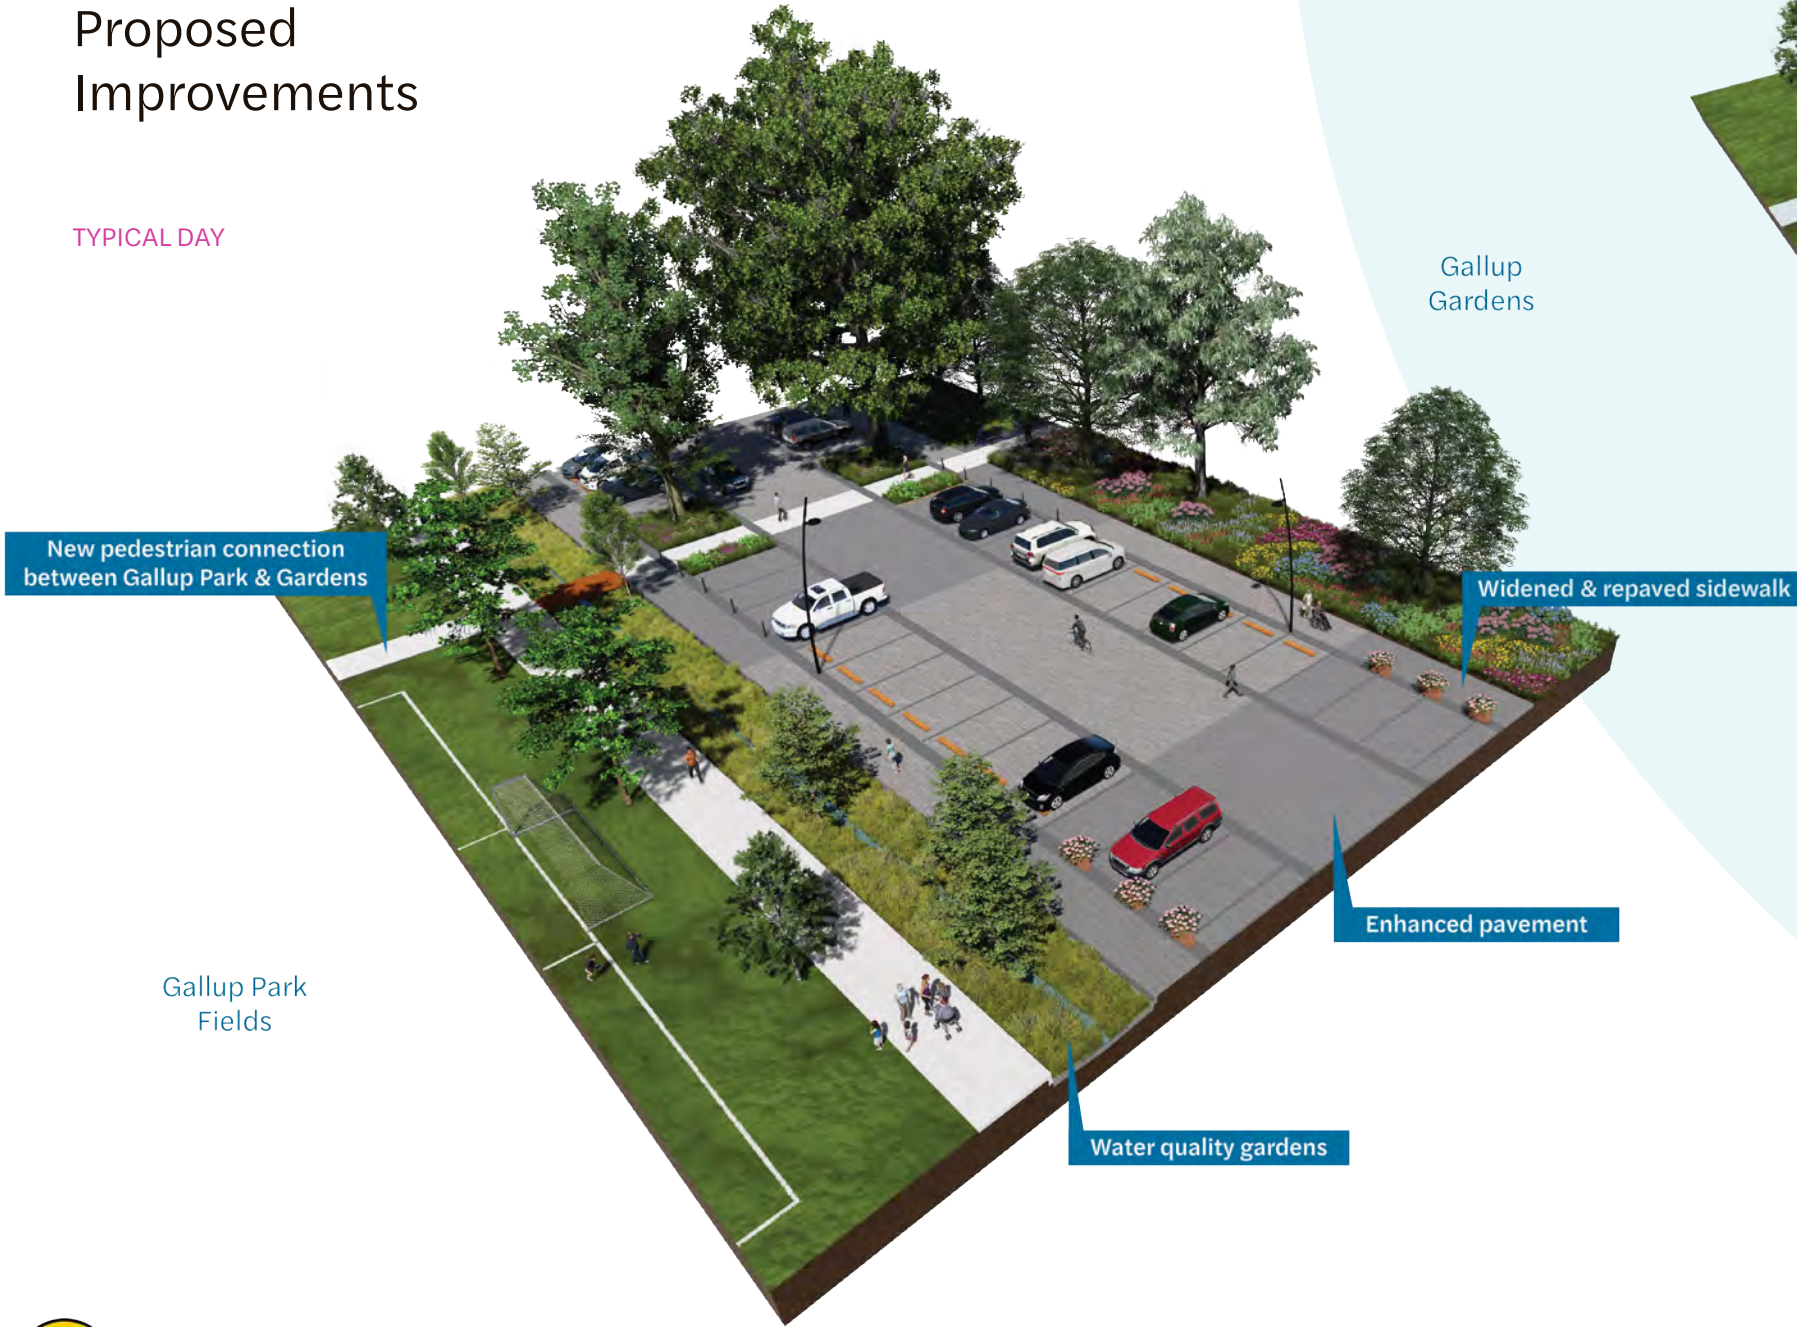 Proposed
Improvements
TYPICAL DAY
Gallup
Gardens
New pedestrian connection
between Gallup Park & Gardens
Widened & repaved sidewalk
Enhanced pavement
Gallup Park
Fields
Water quality gardens